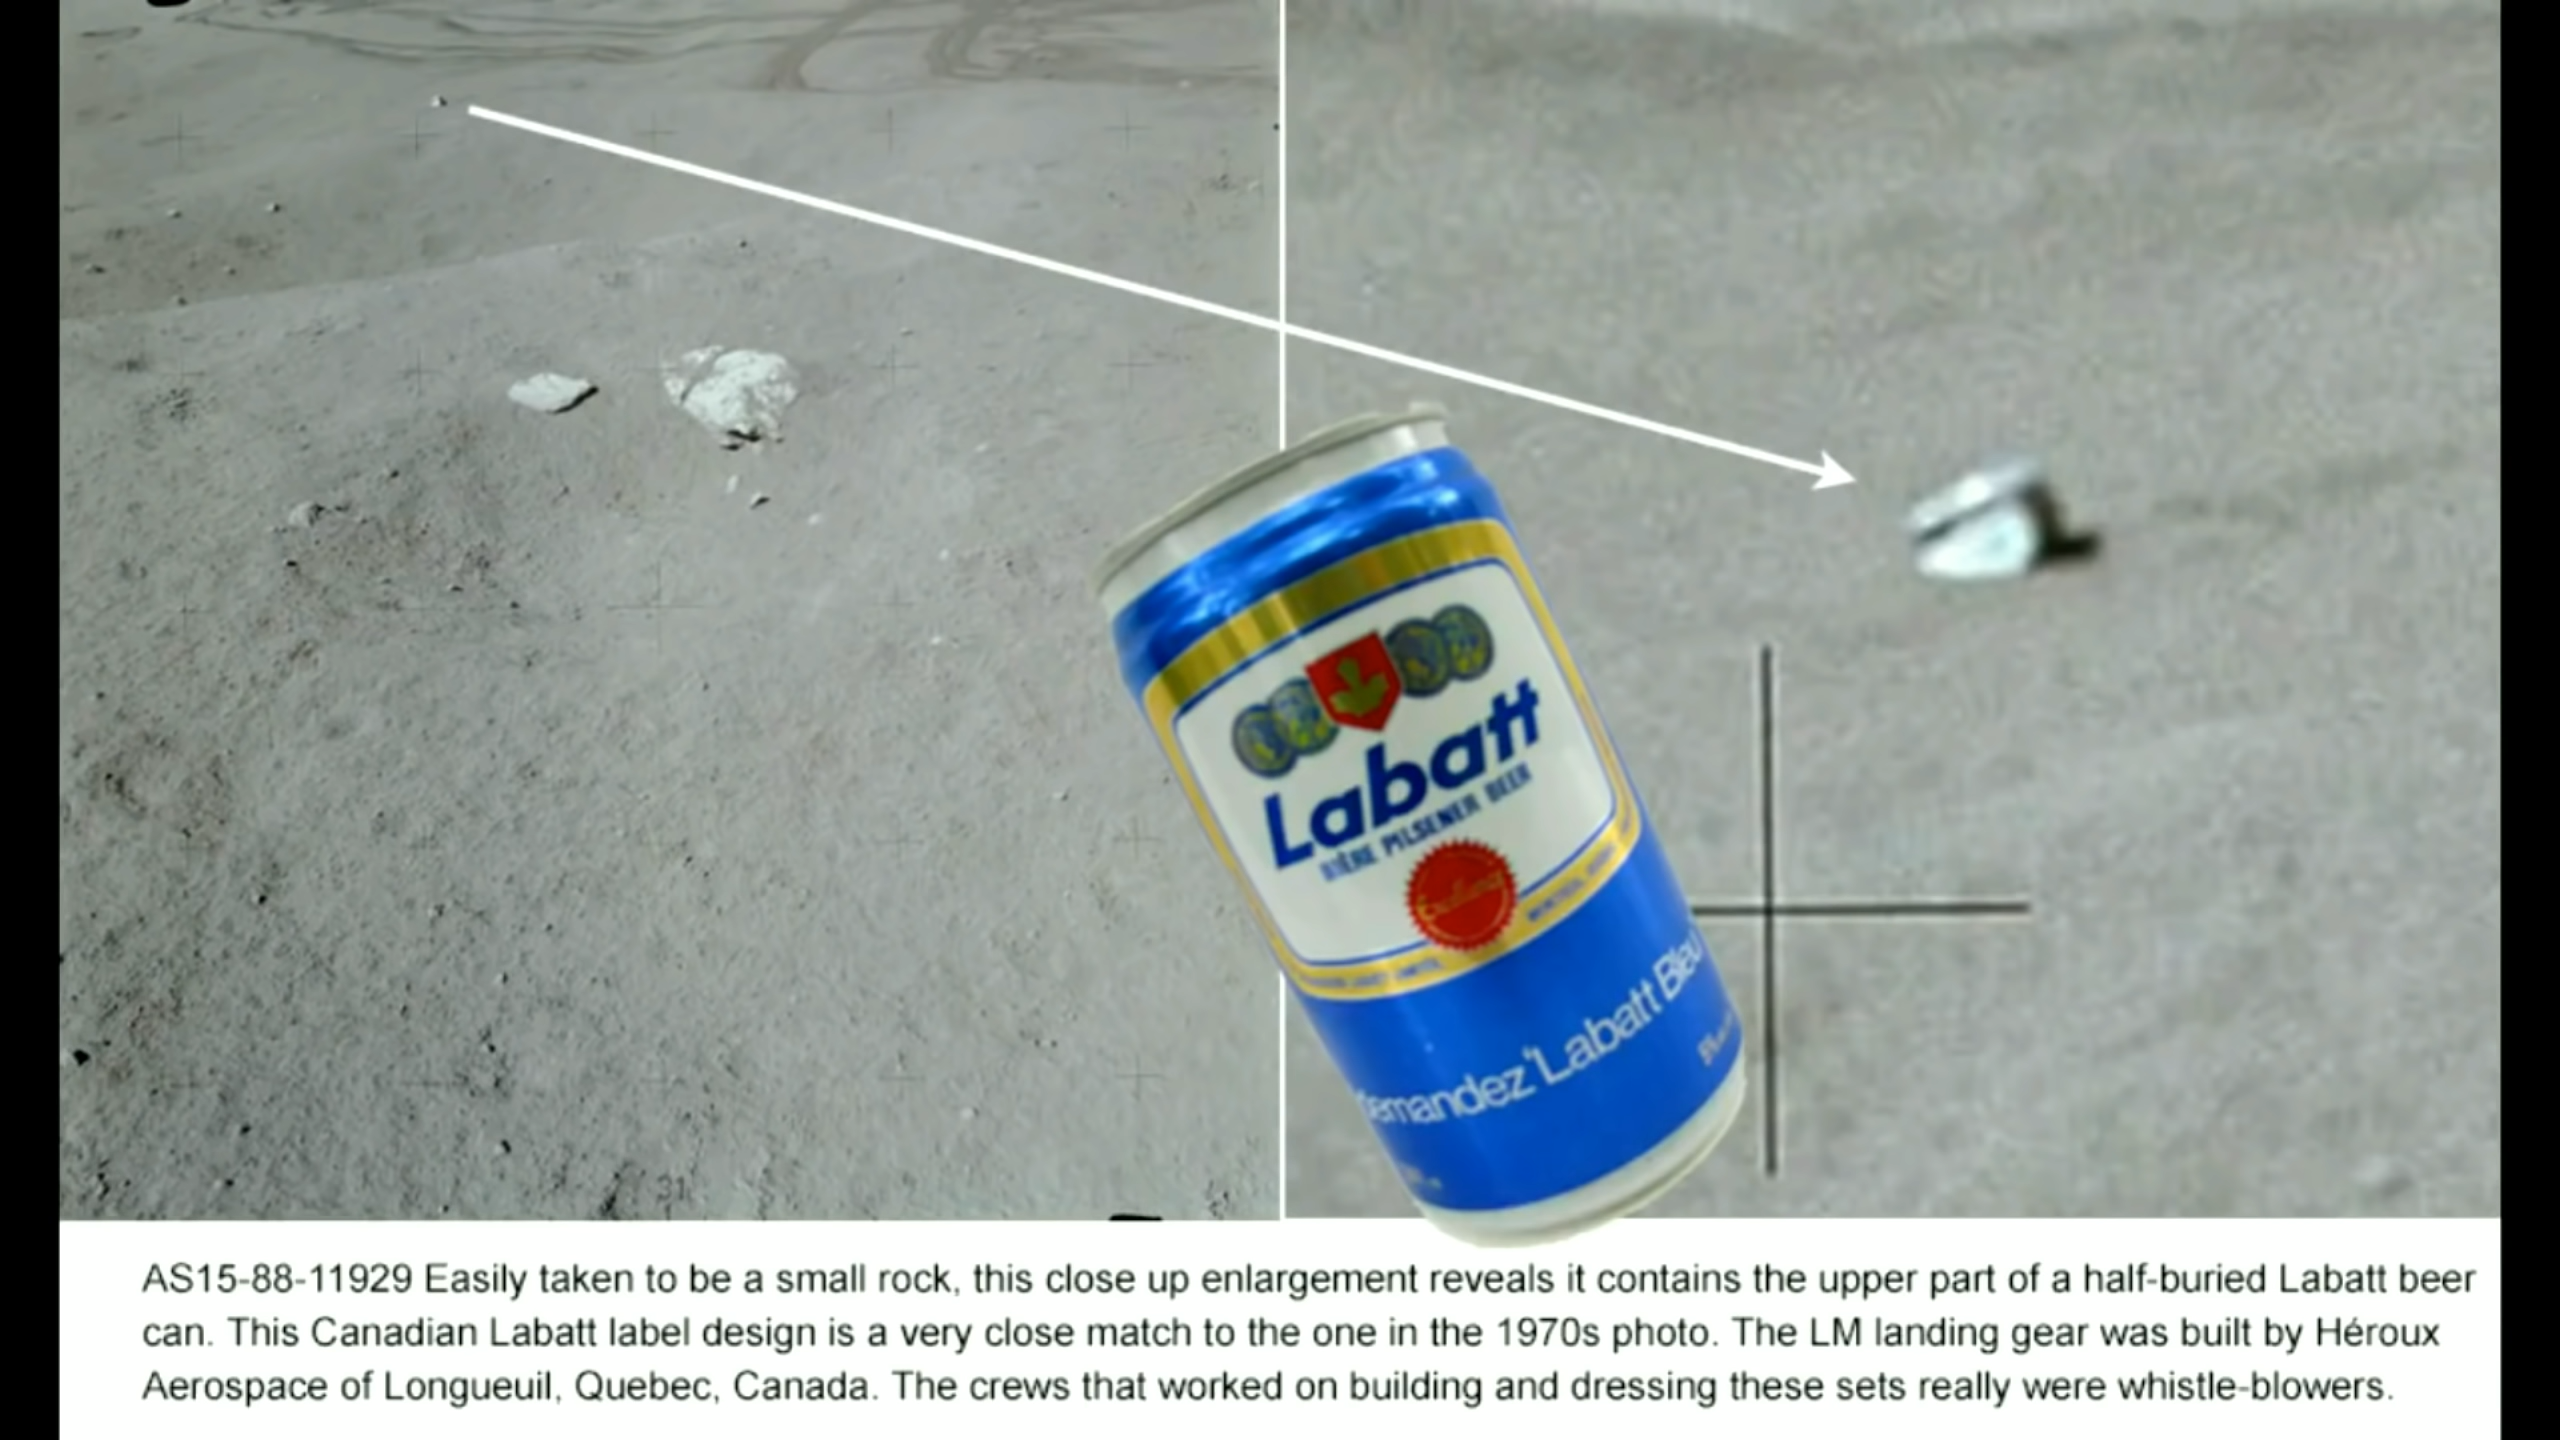 Labatt
BIÈRE PILSENER BEER
Excellence
'Labatt Bleu'
31
AS15-88-11929 Easily taken to be a small rock, this close up enlargement reveals it contains the upper part of a half-buried Labatt beer
can. This Canadian Labatt label design is a very close match to the one in the 1970s photo. The LM landing gear was built by Héroux
Aerospace of Longueuil, Quebec, Canada. The crews that worked on building and dressing these sets really were whistle-blowers.